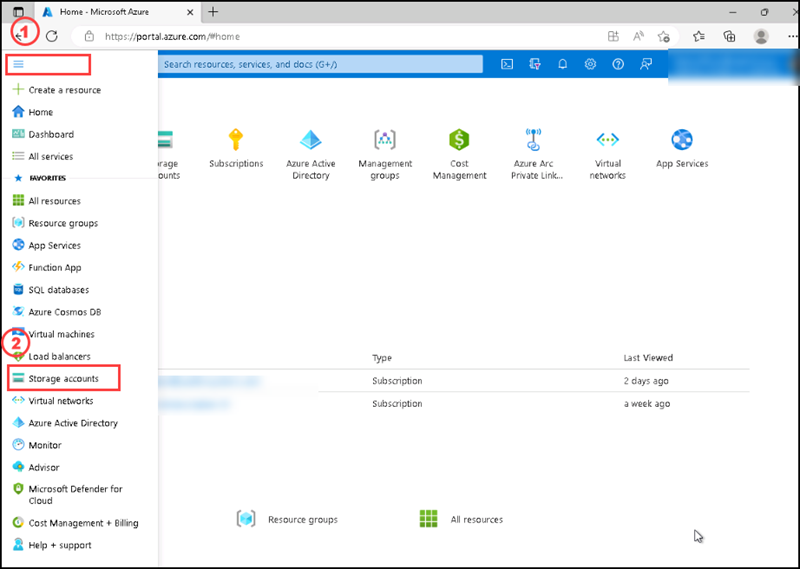 Home - Microsoft Azure
1
https://portal.azure.com/#home
Search resources, services, and docs (G+/)
Create a resource
Home
Dashboard
All services
FAVORITES
All resources
Resource groups
App Services
Function App
SQL databases
Azure Cosmos DB
2
Virtual machines
Load balancers
Storage accounts
Virtual networks
Azure Active Directory
Monitor
Advisor
Microsoft Defender for
Cloud
Cost Management + Billing
Help + support
rage
ounts
Subscriptions
Azure Active
Directory
Management
groups
Cost
Management
Azure Arc
Private Link...
Virtual
networks
App Services
Type
Last Viewed
Subscription
2 days ago
Subscription
a week ago
Resource groups
All resources